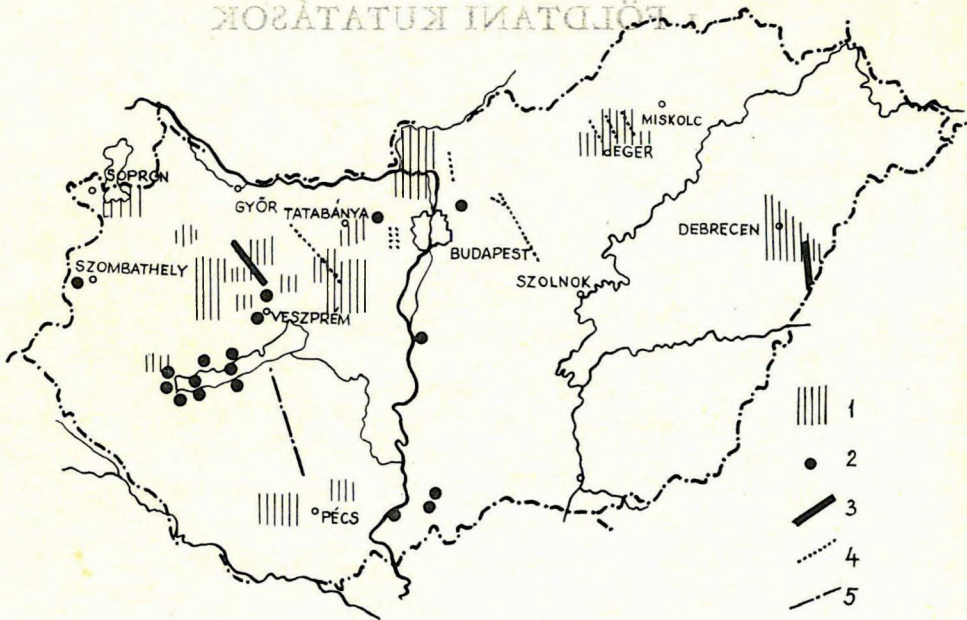 FÖLDTANI KUTATÁSOK
MISKOLC
EGER
SOPRON
GYŐR
TATABÁNYA
DEBRECEN
BUDAPEST
SZOMBATHELY
SZOLNOK
VESZPRÉM
PÉCS
1
2
3
4
5